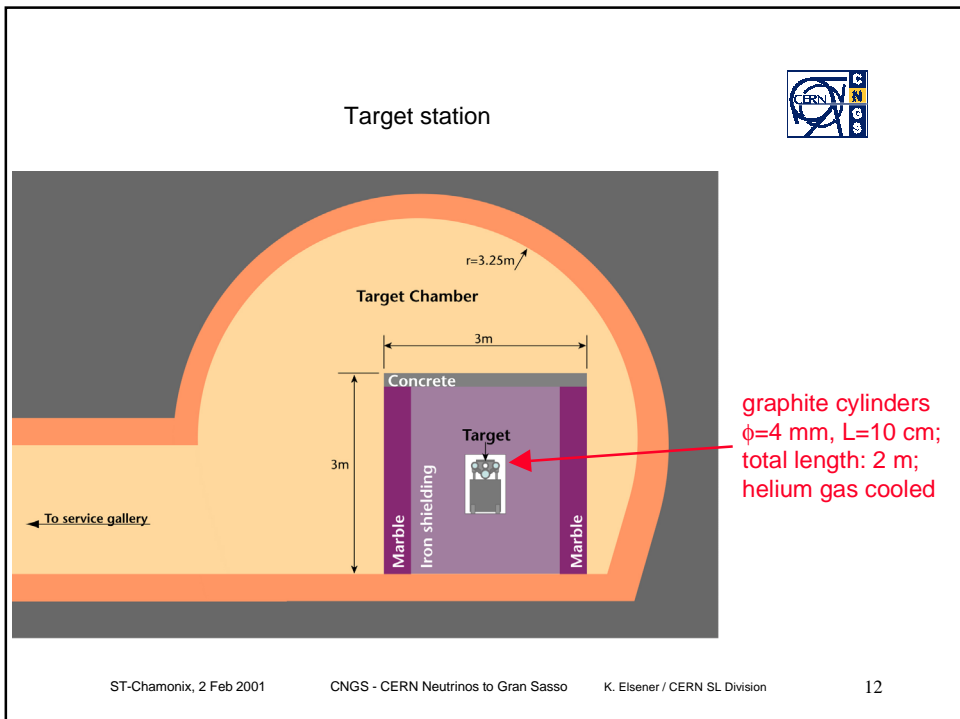 Target station
CERN
C
N
G
S
r=3.25m
Target Chamber
3m
Concrete
Target
3m
Marble
Iron shielding
Marble
To service gallery
graphite cylinders
ϕ=4 mm, L=10 cm;
total length: 2 m;
helium gas cooled
ST-Chamonix, 2 Feb 2001
CNGS - CERN Neutrinos to Gran Sasso
K. Elsener / CERN SL Division
12